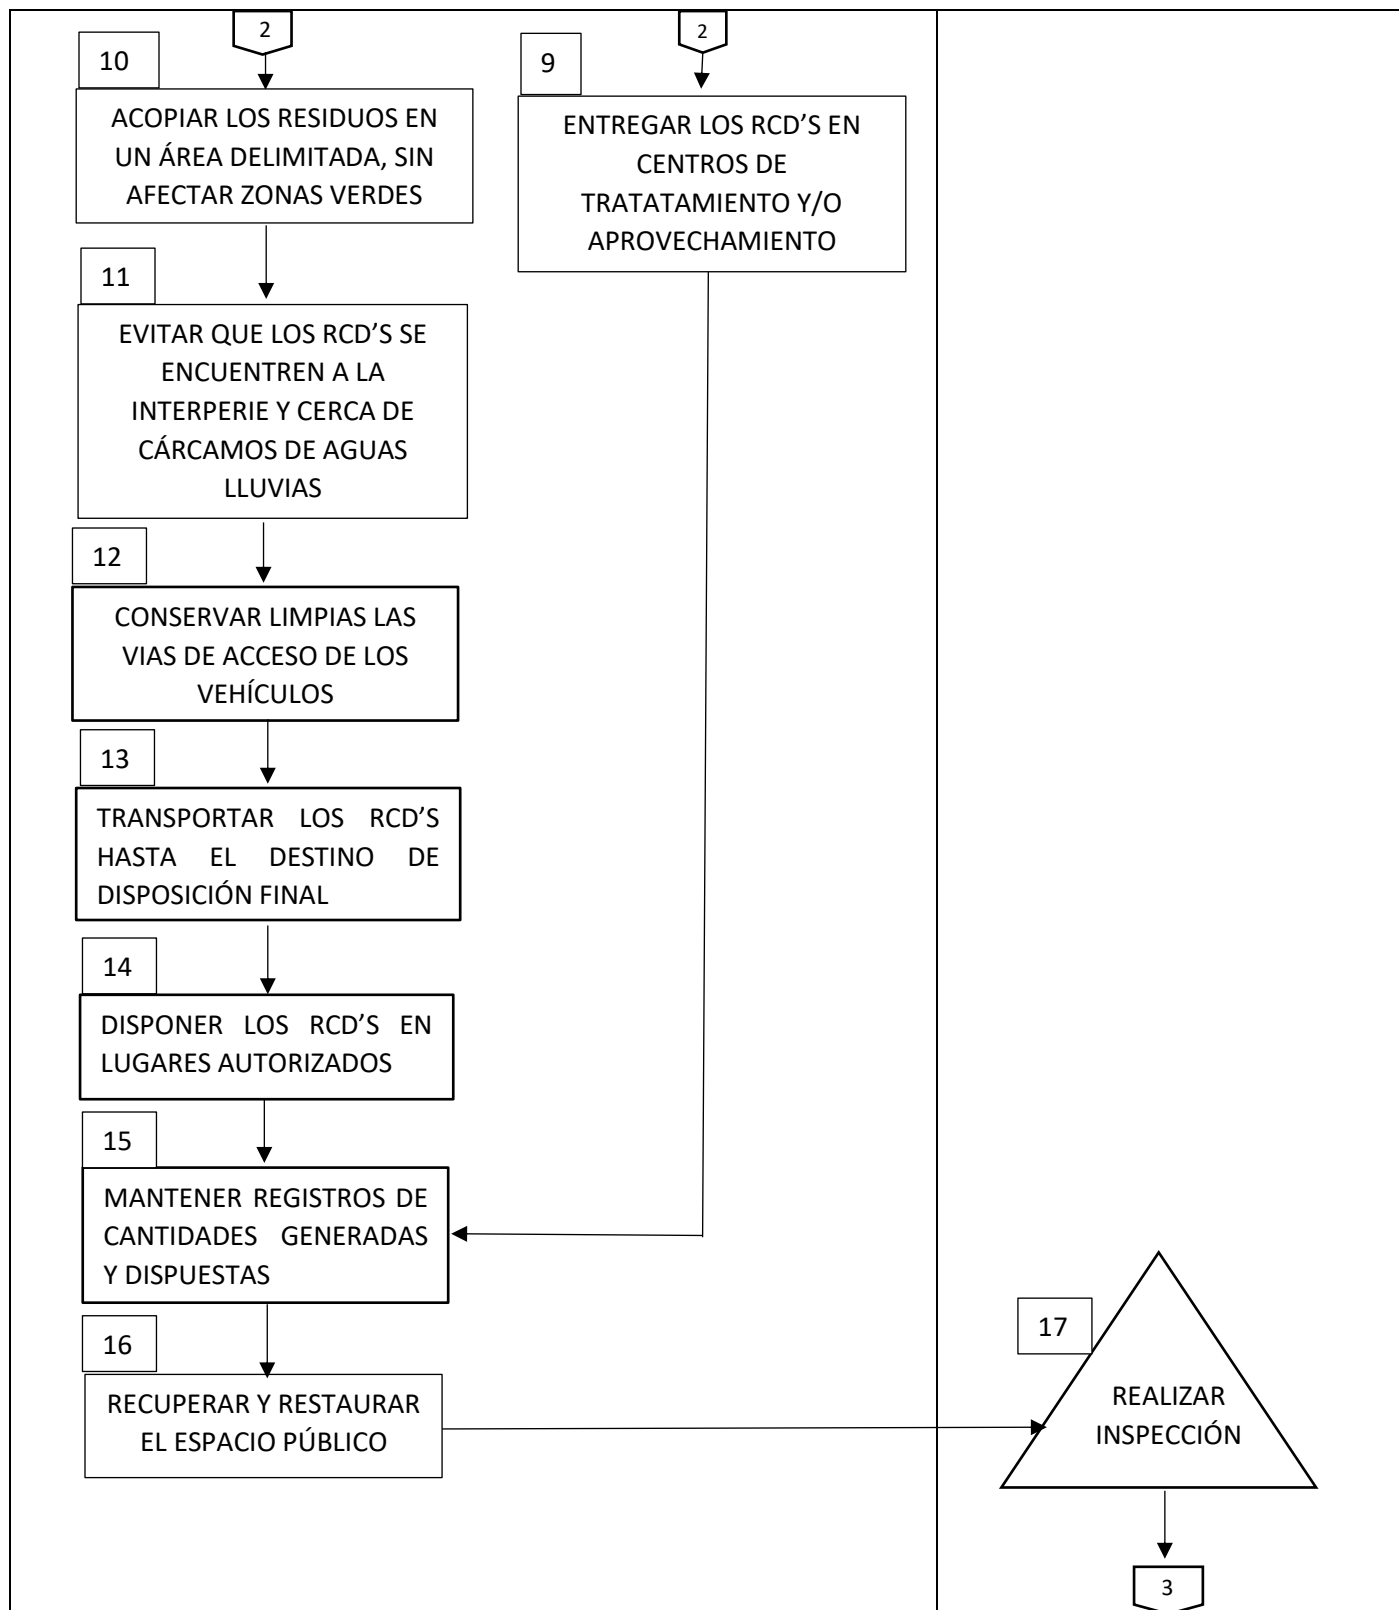 2
10
ACOPIAR LOS RESIDUOS EN
UN ÁREA DELIMITADA, SIN
AFECTAR ZONAS VERDES
2
9
ENTREGAR LOS RCD’S EN
CENTROS DE
TRATATAMIENTO Y/O
APROVECHAMIENTO
11
EVITAR QUE LOS RCD’S SE
ENCUENTREN A LA
INTERPERIE Y CERCA DE
CÁRCAMOS DE AGUAS
LLUVIAS
12
CONSERVAR LIMPIAS LAS
VIAS DE ACCESO DE LOS
VEHÍCULOS
13
TRANSPORTAR LOS RCD’S
HASTA EL DESTINO DE
DISPOSICIÓN FINAL
14
DISPONER LOS RCD’S EN
LUGARES AUTORIZADOS
15
MANTENER REGISTROS DE
CANTIDADES GENERADAS
Y DISPUESTAS
16
RECUPERAR Y RESTAURAR
EL ESPACIO PÚBLICO
17
REALIZAR
INSPECCIÓN
3